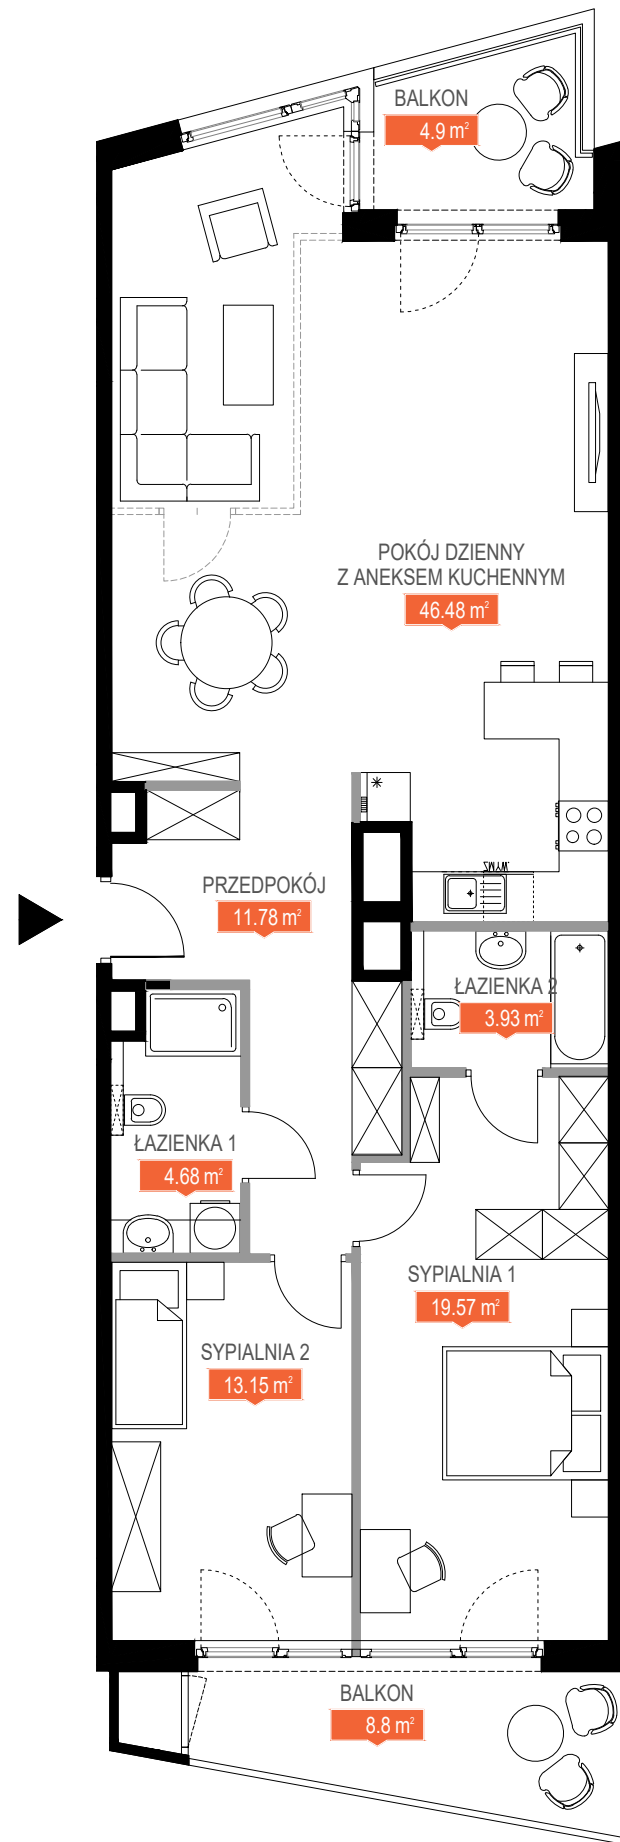 BALKON
4.9 m²
POKÓJ DZIENNY
Z ANEKSEM KUCHENNYM
46.48 m²
WYMZ.
PRZEDPOKÓJ
11.78 m²
ŁAZIENKA 2
3.93 m²
ŁAZIENKA 1
4.68 m²
SYPIALNIA 1
19.57 m²
SYPIALNIA 2
13.15 m²
BALKON
8.8 m²